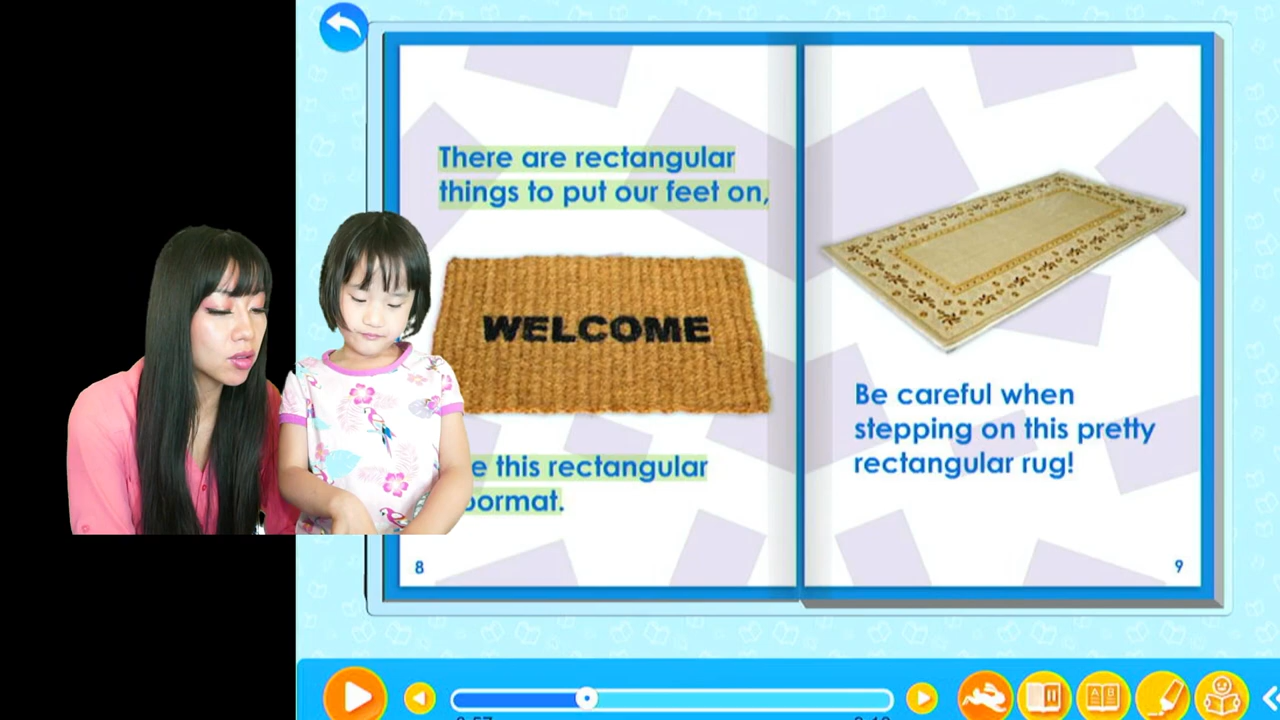 There are rectangular
things to put our feet on,
WELCOME
this rectangular
8
Be careful when
stepping on this pretty
rectangular rug!
9